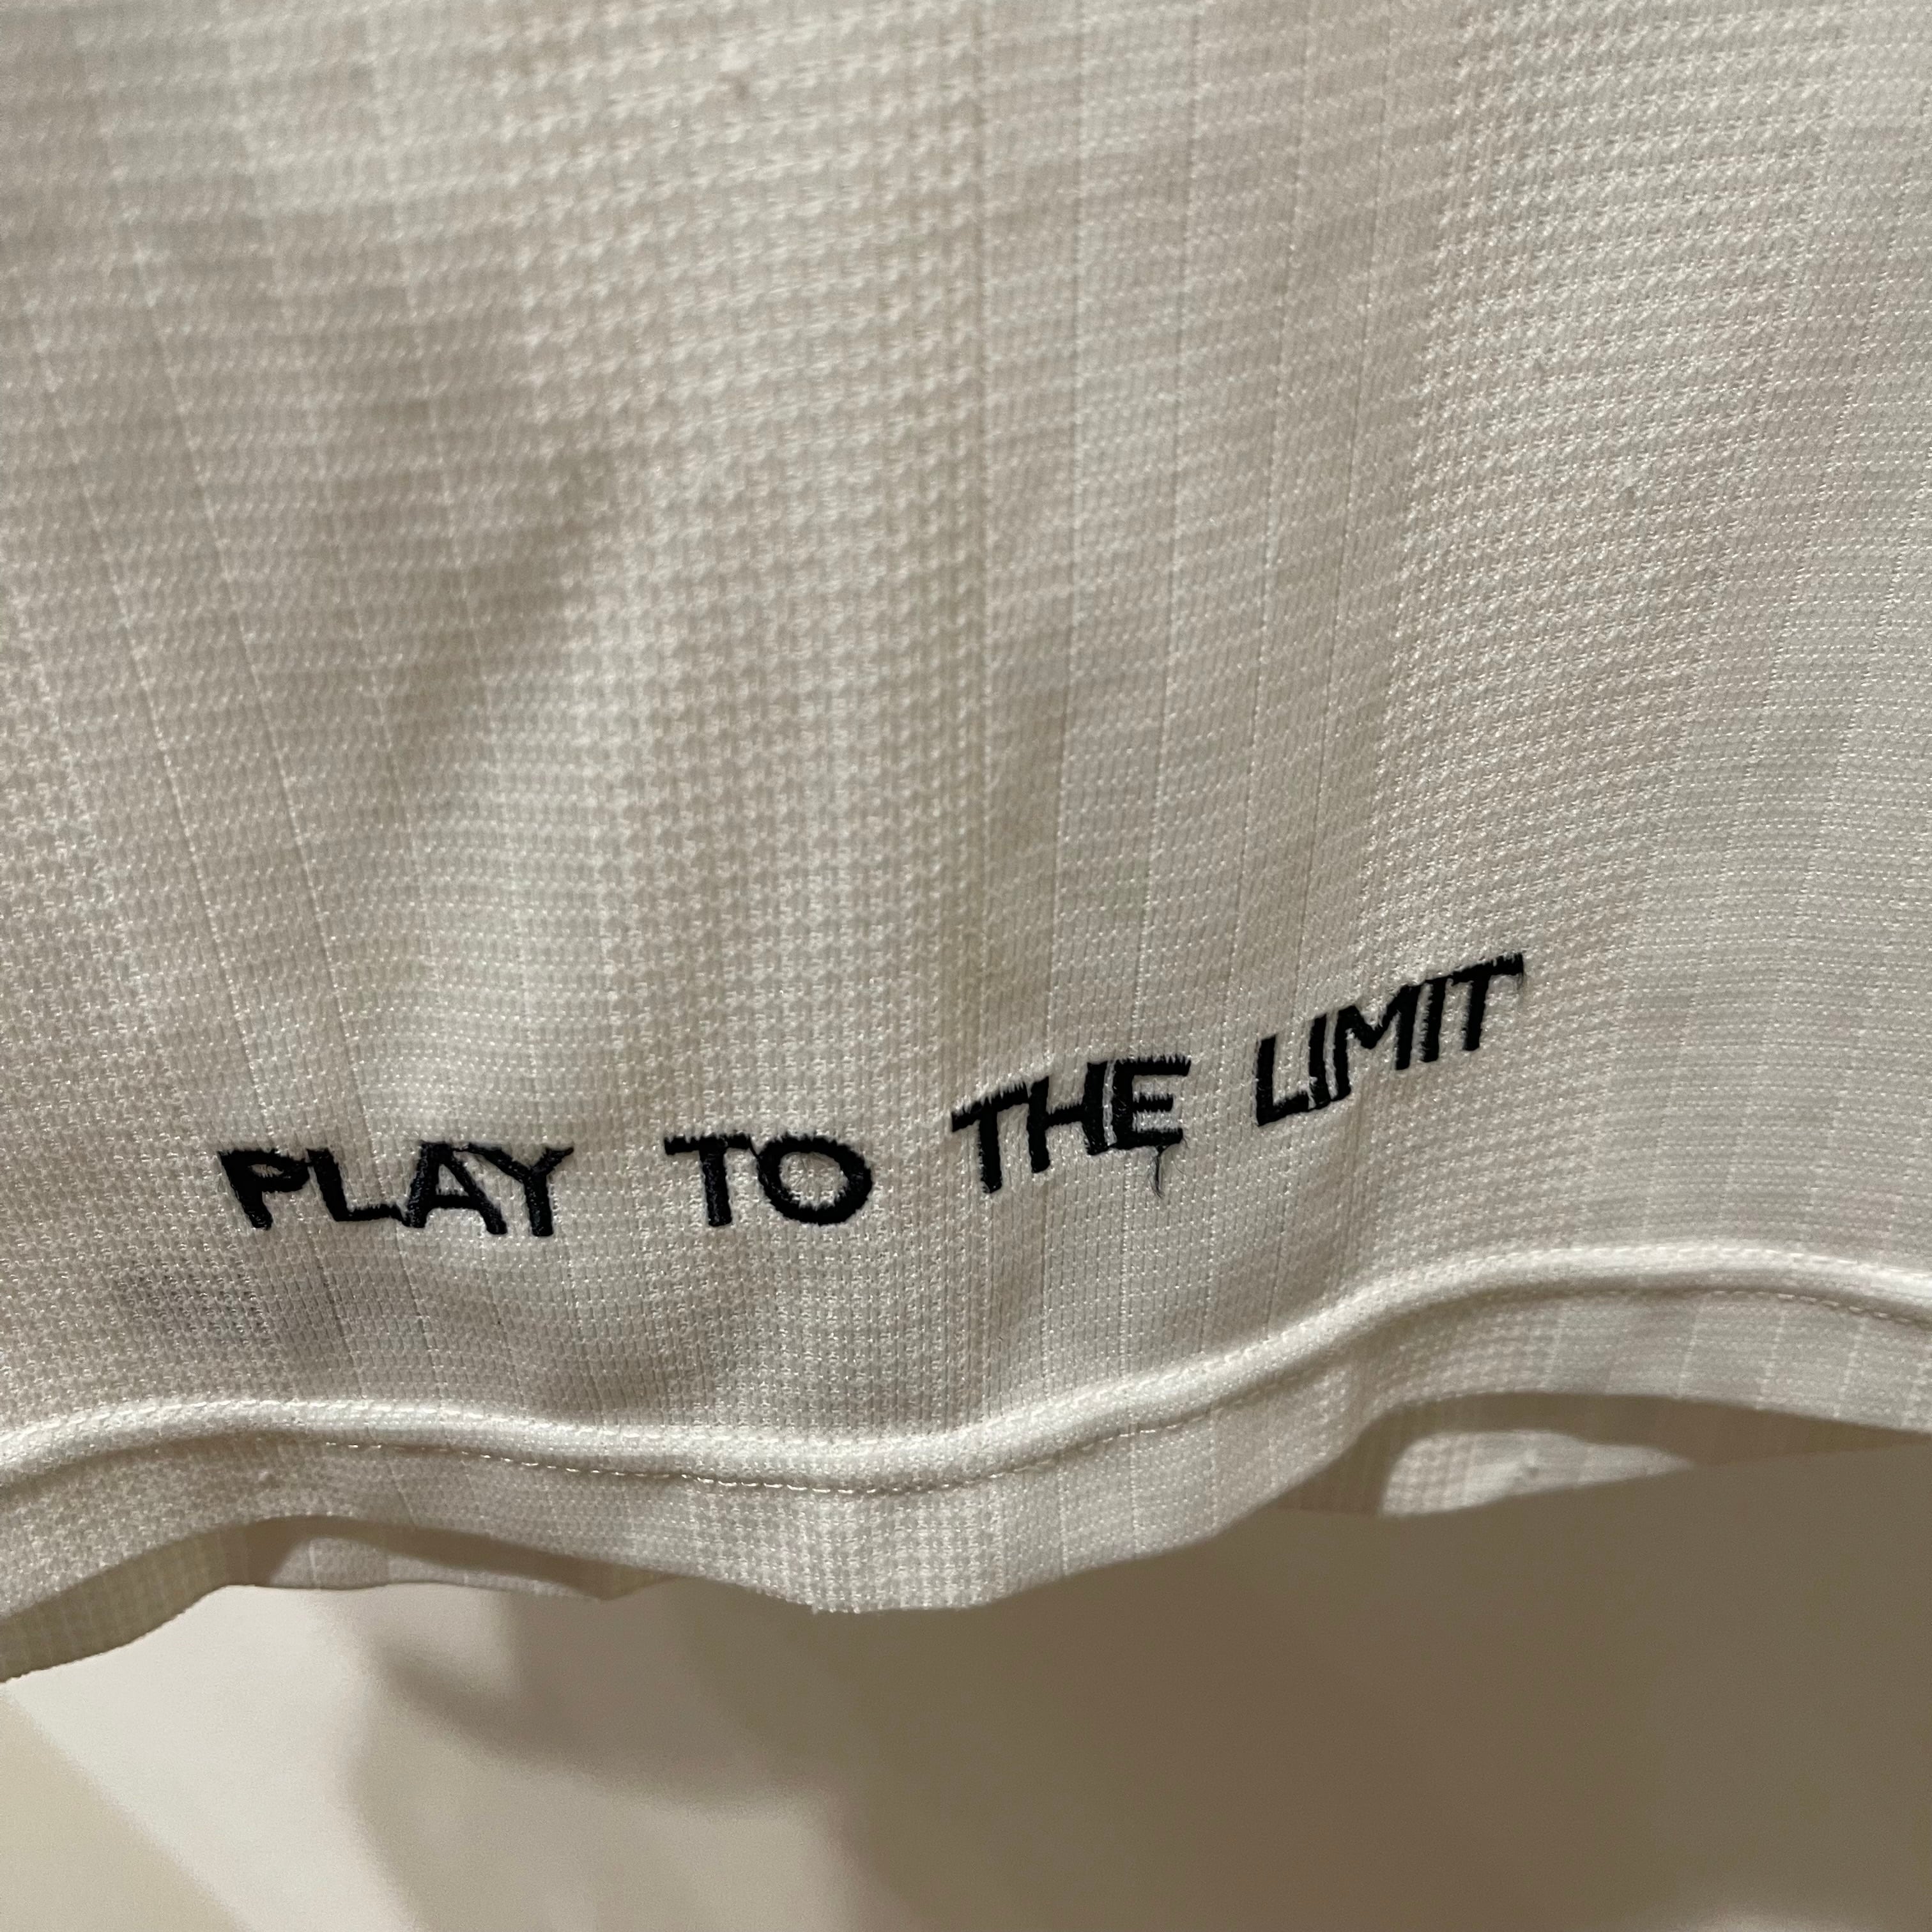 PLAY TO THE LIMIT